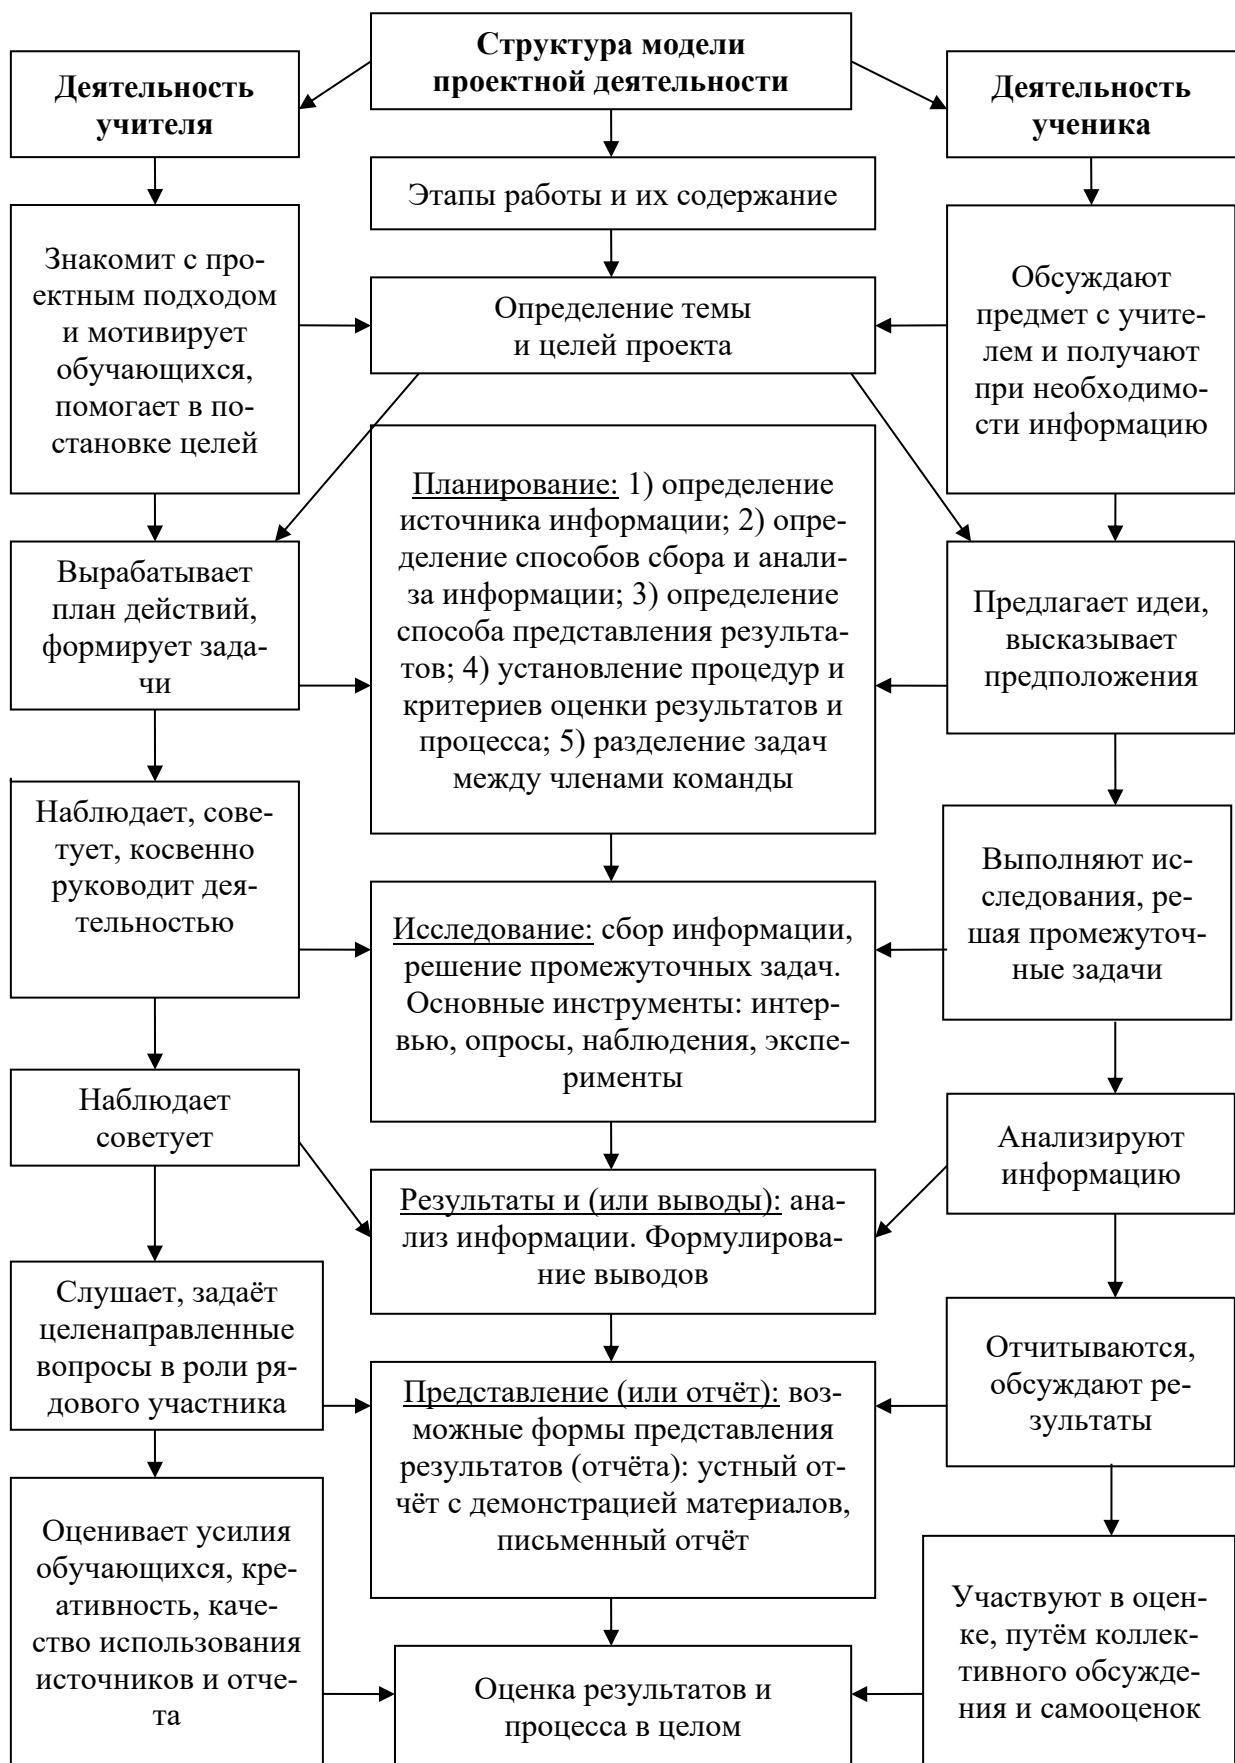 Структура модели
проектной деятельности
Деятельность
учителя
Деятельность
ученика
Этапы работы и их содержание
Знакомит с про-
ектным подходом
и мотивирует
обучающихся,
помогает в по-
становке целей
Определение темы
и целей проекта
Обсуждают
предмет с учите-
лем и получают
при необходимо-
сти информацию
Вырабатывает
план действий,
формирует зада-
чи
Планирование: 1) определение
источника информации; 2) опре-
деление способов сбора и анали-
за информации; 3) определение
способа представления результа-
тов; 4) установление процедур и
критериев оценки результатов и
процесса; 5) разделение задач
между членами команды
Предлагает идеи,
высказывает
предположения
Наблюдает, сове-
тует, косвенно
руководит дея-
тельностью
Исследование: сбор информации,
решение промежуточных задач.
Основные инструменты: интер-
вью, опросы, наблюдения, экспе-
рименты
Выполняют ис-
следования, ре-
шая промежуточ-
ные задачи
Наблюдает
советует
Результаты и (или выводы): ана-
лиз информации. Формулирова-
ние выводов
Анализируют
информацию
Слушает, задаёт
целенаправленные
вопросы в роли ря-
дового участника
Представление (или отчёт): воз-
можные формы представления
результатов (отчёта): устный от-
чёт с демонстрацией материалов,
письменный отчёт
Отчитываются,
обсуждают ре-
зультаты
Оценивает усилия
обучающихся, кре-
ативность, каче-
ство использования
источников и отче-
та
Оценка результатов и
процесса в целом
Участвуют в оцен-
ке, путём коллек-
тивного обсужде-
ния и самооценок